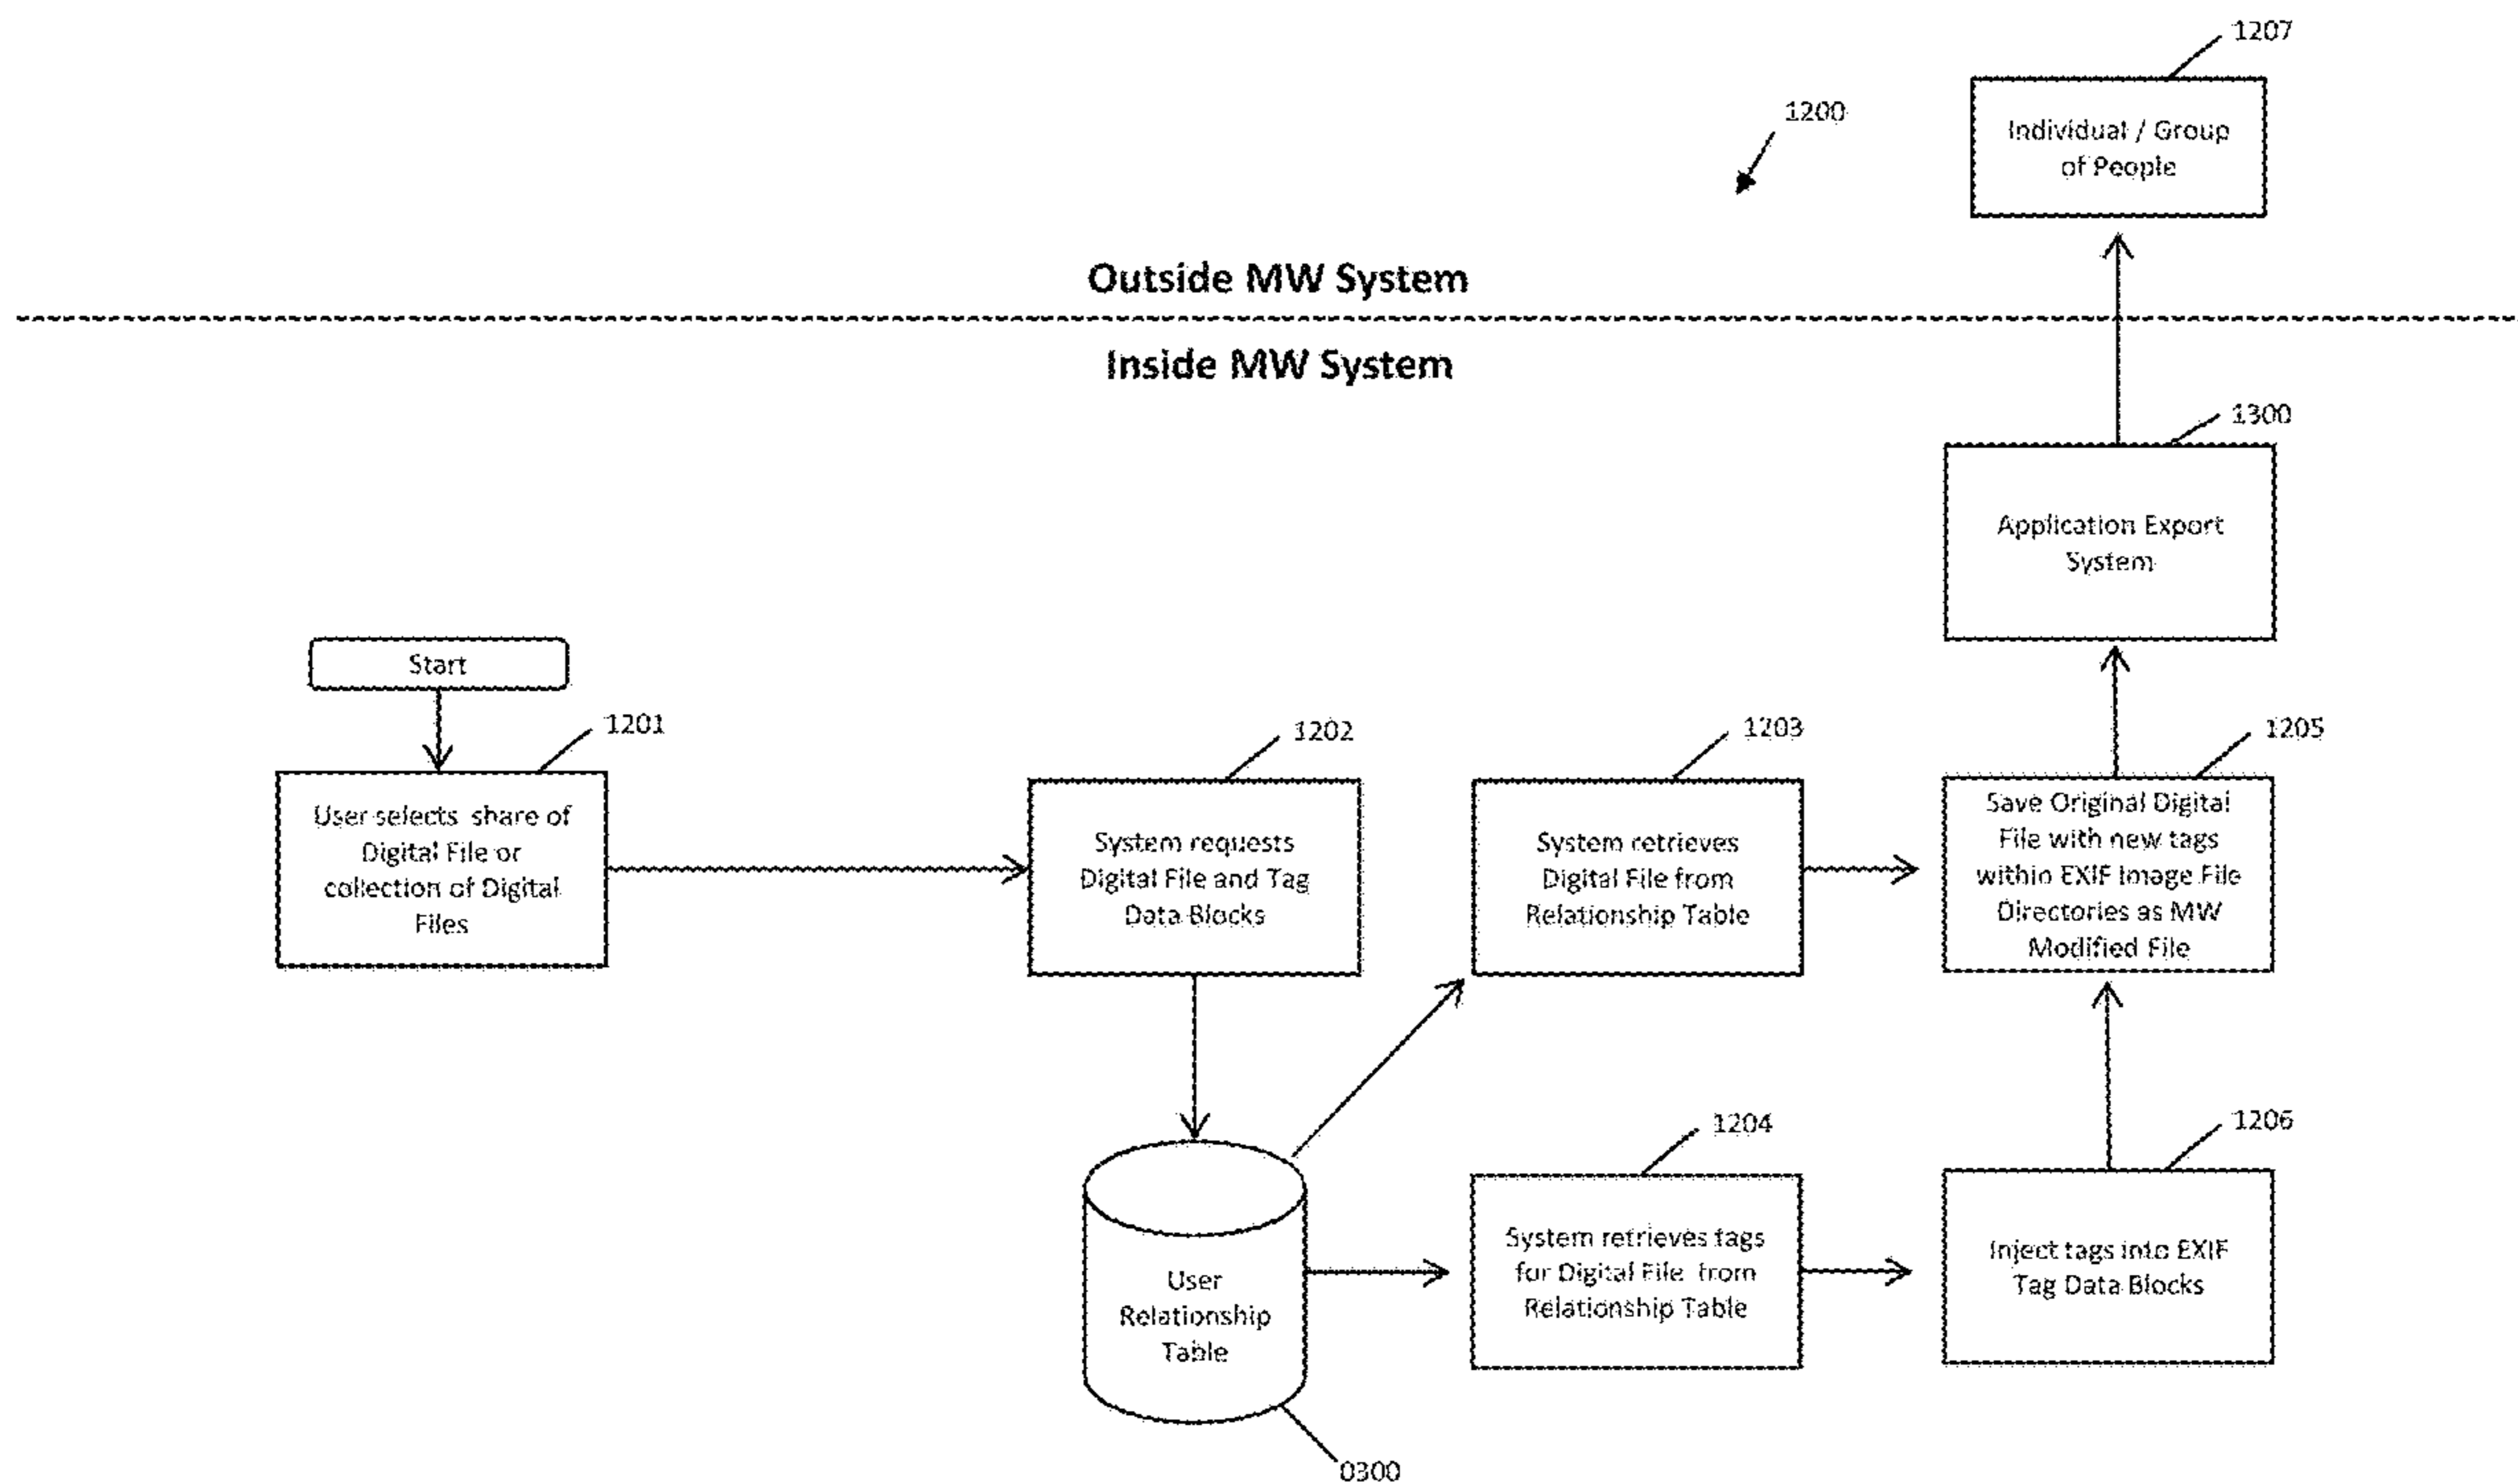 1207
Individual / Group
of People
1200
Outside MW System
Inside MW System
1300
Application Export
System
Start
1201
User selects share of
Digital File or
collection of Digital
Files
1202
System requests
Digital File and Tag
Data Blocks
1203
System retrieves
Digital File from
Relationship Table
1205
Save Original Digital
File with new tags
within EXIF Image File
Directories as MW
Modified File
User
Relationship
Table
0300
1204
System retrieves tags
for Digital File from
Relationship Table
1206
Inject tags into EXIF
Tag Data Blocks